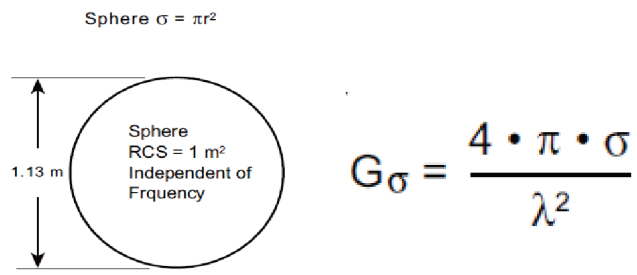 Sphere σ = πr²
1.13 m
Sphere
RCS = 1 m²
Independent of
Frquency
Gσ = 4 • π • σ / λ²